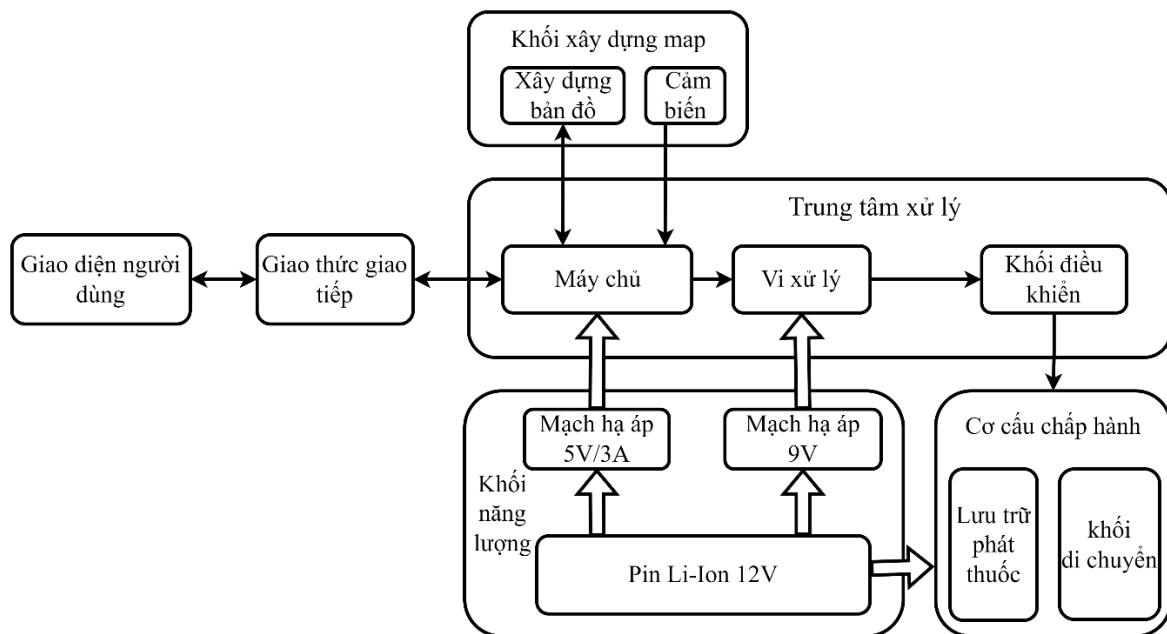 Khối xây dựng map
Xây dựng
bản đồ
Cảm
biến
Trung tâm xử lý
Giao diện người
dùng
Giao thức giao
tiếp
Máy chủ
Vi xử lý
Khối điều
khiển
Mạch hạ áp
5V/3A
Mạch hạ áp
9V
Khối
năng
lượng
Pin Li-Ion 12V
Cơ cấu chấp hành
Lưu trữ
phát
thuốc
khối
di chuyển